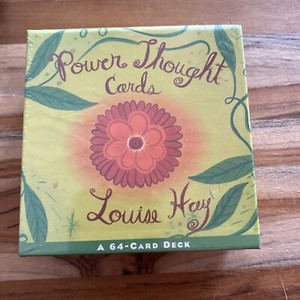 Power Thought
Cards
Louise Hay
A 64-Card Deck